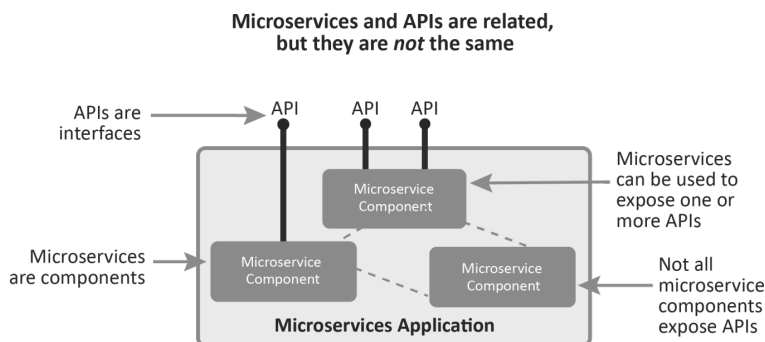 Microservices and APIs are related,
but they are not the same
APIs are
interfaces
API
API
API
Microservices
can be used to
expose one or
more APIs
Microservice
Component
Microservices
are components
Microservice
Component
Microservice
Component
Not all
microservice
components
expose APIs
Microservices Application